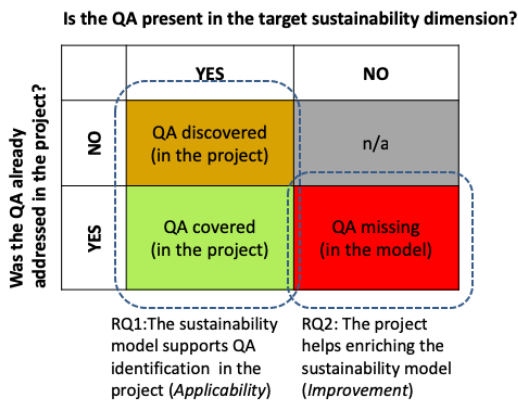 Is the QA present in the target sustainability dimension?
Was the QA already
addressed in the project?
YES
NO
NO
QA discovered
(in the project)
n/a
YES
QA covered
(in the project)
QA missing
(in the model)
RQ1:The sustainability
model supports QA
identification in the
project (Applicability)
RQ2: The project
helps enriching the
sustainability model
(Improvement)